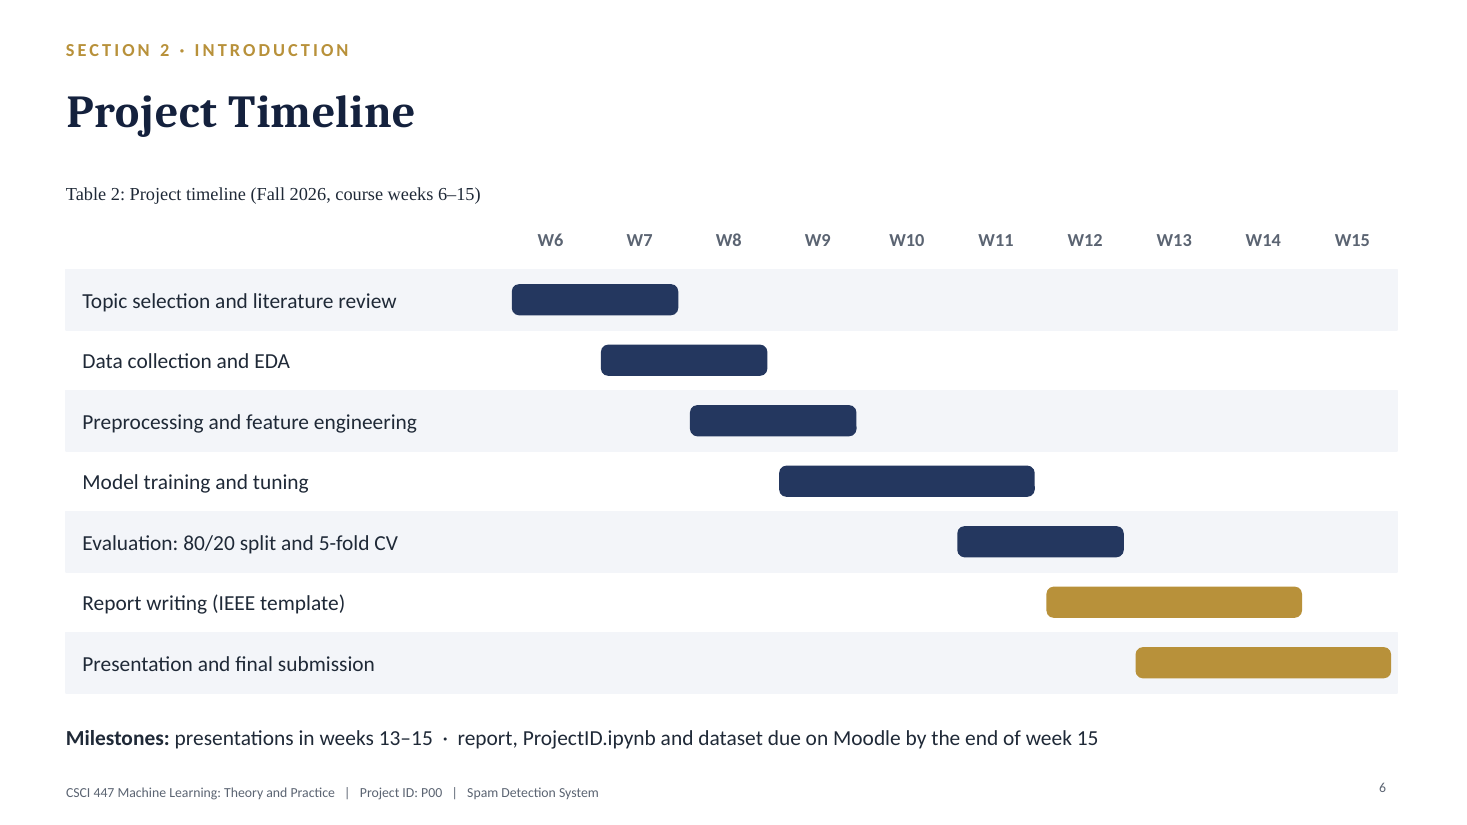 SECTION 2 · INTRODUCTION
Project Timeline
Table 2: Project timeline (Fall 2026, course weeks 6–15)
W6 W7 W8 W9 W10 W11 W12 W13 W14 W15
Topic selection and literature review
Data collection and EDA
Preprocessing and feature engineering
Model training and tuning
Evaluation: 80/20 split and 5-fold CV
Report writing (IEEE template)
Presentation and final submission
Milestones: presentations in weeks 13–15 · report, ProjectID.ipynb and dataset due on Moodle by the end of week 15
CSCI 447 Machine Learning: Theory and Practice | Project ID: P00 | Spam Detection System
6